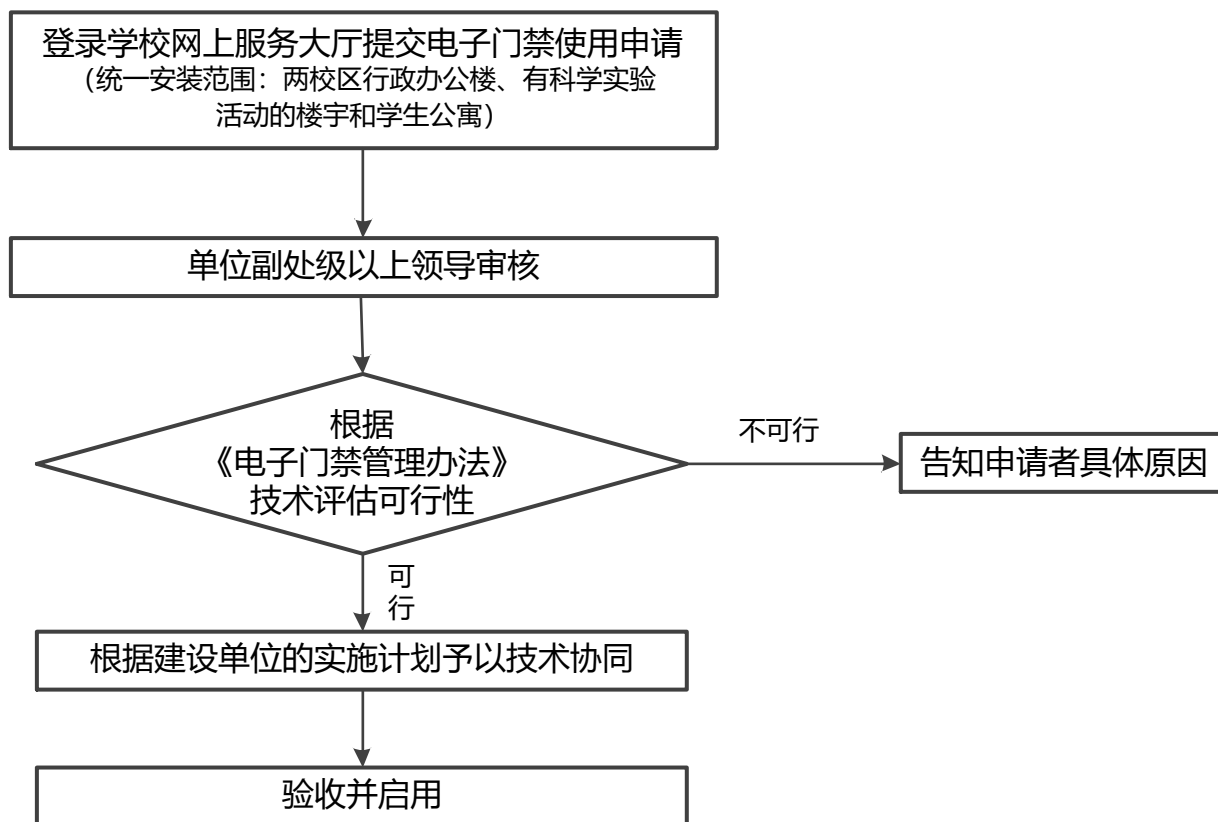 登录学校网上服务大厅提交电子门禁使用申请
（统一安装范围：两校区行政办公楼、有科学实验
活动的楼宇和学生公寓）
单位副处级以上领导审核
根据
《电子门禁管理办法》
技术评估可行性
不可行
告知申请者具体原因
可
行
根据建设单位的实施计划予以技术协同
验收并启用